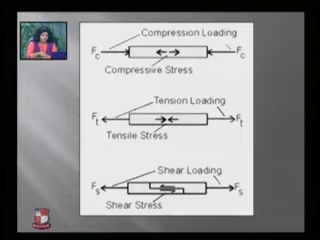 Compression Loading
Fc Fc
Compressive Stress
Tension Loading
Ft Ft
Tensile Stress
Shear Loading
Fs Fs
Shear Stress